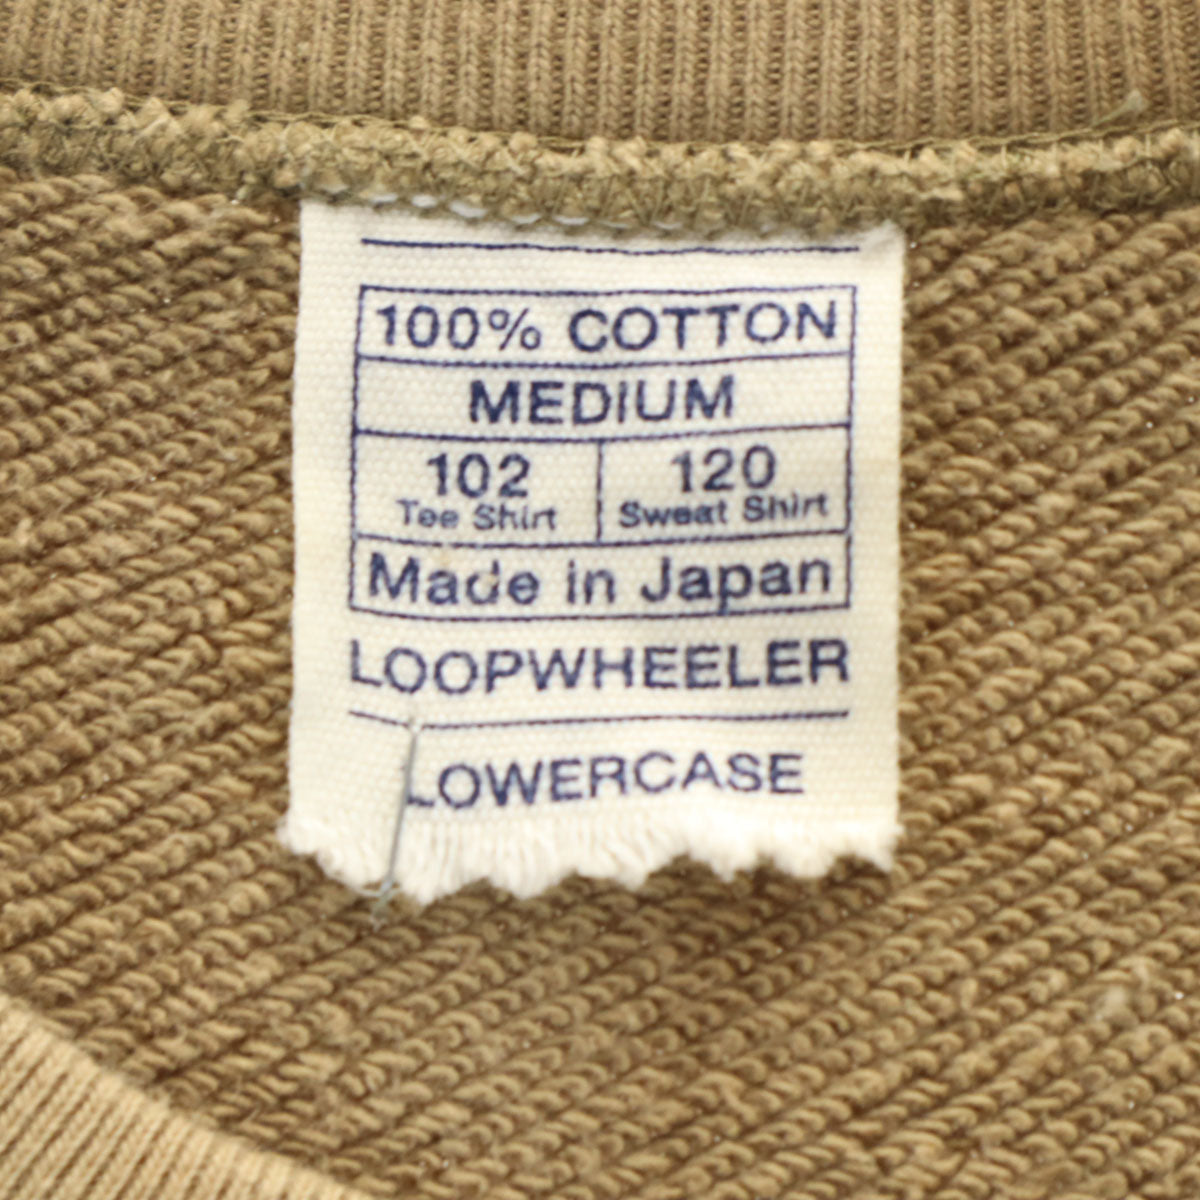 100% COTTON
MEDIUM
102 120
Tee Shirt Sweat Shirt
Made in Japan
LOOPWHEELER
LOWERCASE